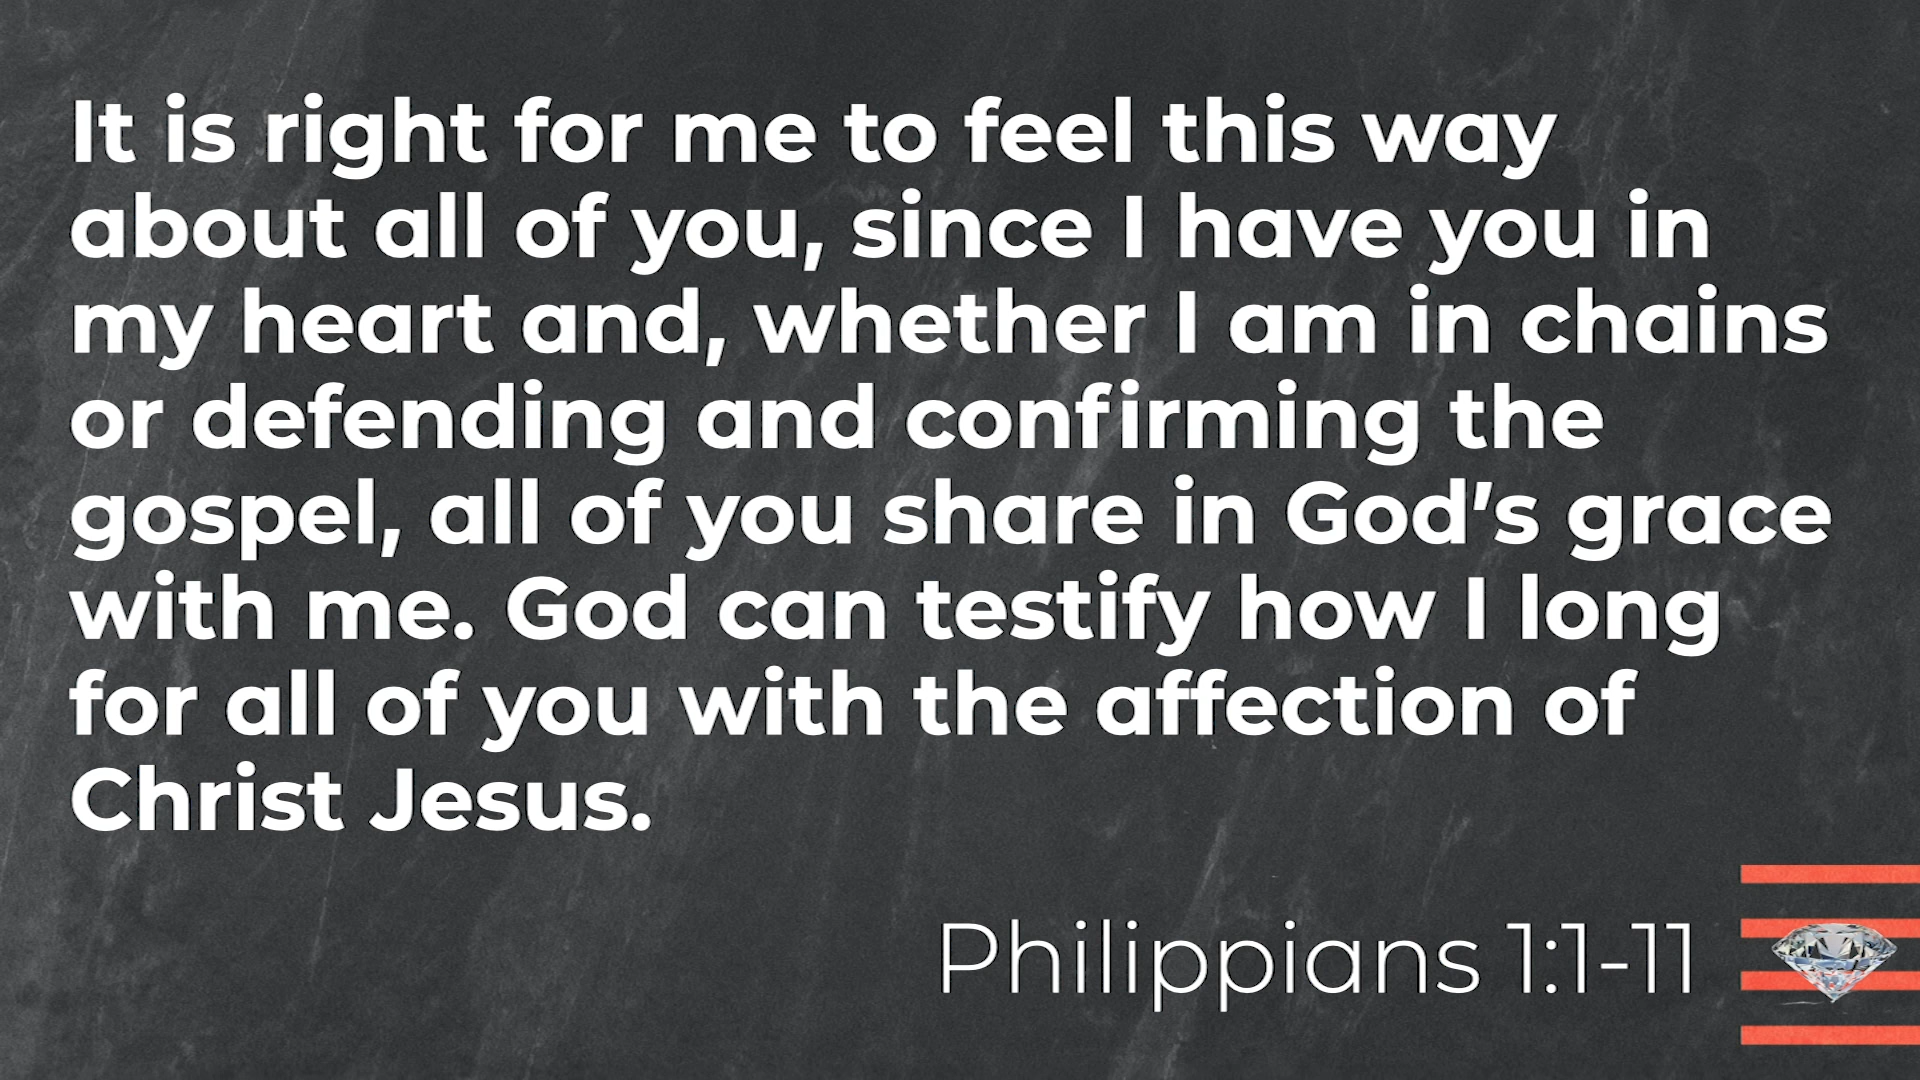 It is right for me to feel this way
about all of you, since I have you in
my heart and, whether I am in chains
or defending and confirming the
gospel, all of you share in God's grace
with me. God can testify how I long
for all of you with the affection of
Christ Jesus.
Philippians 1:1-11